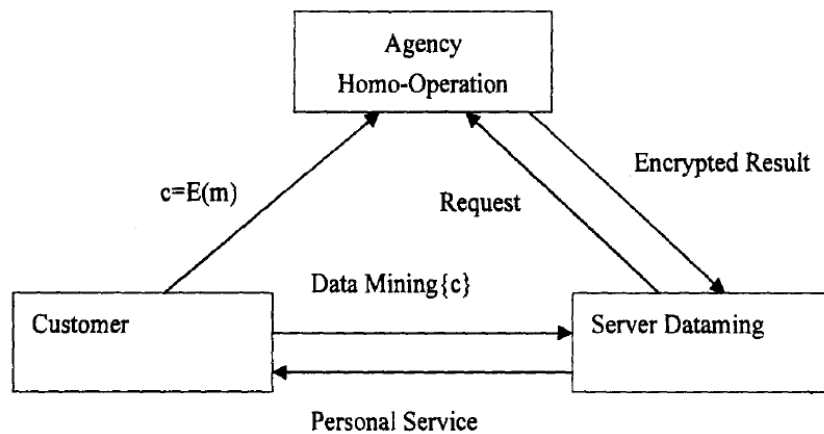 Agency
Homo-Operation
c=E(m)
Encrypted Result
Request
Data Mining{c}
Customer
Server Dataming
Personal Service